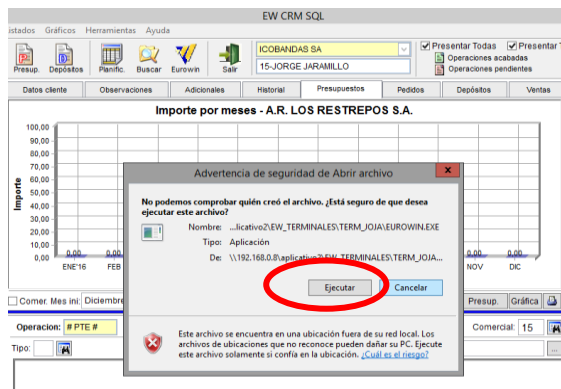 EW CRM SQL
istados Gráficos Herramientas Ayuda
Presup. Depósitos Planific. Buscar Eurowin Salir
ICOBANDAS SA
15-JORGE JARAMILLO
Presentar Todas Presentar T
Operaciones acabadas
Operaciones pendientes
Datos cliente Observaciones Adicionales Historial Presupuestos Pedidos Depósitos Ventas
Importe por meses - A.R. LOS RESTREPOS S.A.
Importe
100,00
90,00
80,00
70,00
60,00
50,00
40,00
30,00
20,00
10,00
0,00
0,00 0,00 0,00 0,00
ENE'16 FEB NOV DIC
Advertencia de seguridad de Abrir archivo
No podemos comprobar quién creó el archivo. ¿Está seguro de que desea
ejecutar este archivo?
Nombre: ...licativo2\EW_TERMINALES\TERM_JOJA\EUROWIN.EXE
Tipo: Aplicación
De: \\192.168.0.8\aplicativo2\EW_TERMINALES\TERM_JOJA...
Ejecutar Cancelar
Este archivo se encuentra en una ubicación fuera de su red local. Los
archivos de ubicaciones que no reconoce pueden dañar su PC. Ejecute
este archivo solamente si confía en la ubicación. ¿Cuál es el riesgo?
Comer. Mes ini: Diciembre Presup. Gráfica
Operacion: # PTE # Comercial: 15
Tipo: ...